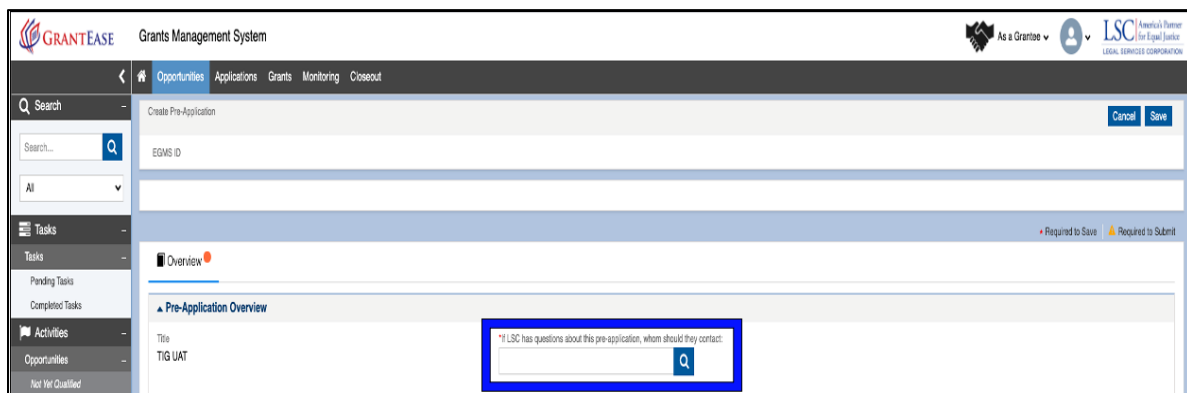 GRANTEASE
Grants Management System
As a Grantee
LSC America's Partner for Equal Justice
LEGAL SERVICES CORPORATION
Opportunities Applications Grants Monitoring Closeout
Search
Create Pre-Application
Cancel Save
Search...
EGMS ID
All
Tasks
* Required to Save Required to Submit
Tasks
Overview
Pending Tasks
Completed Tasks
Pre-Application Overview
Activities
Title
*If LSC has questions about this pre-application, whom should they contact:
TIG UAT
Opportunities
Not Yet Qualified